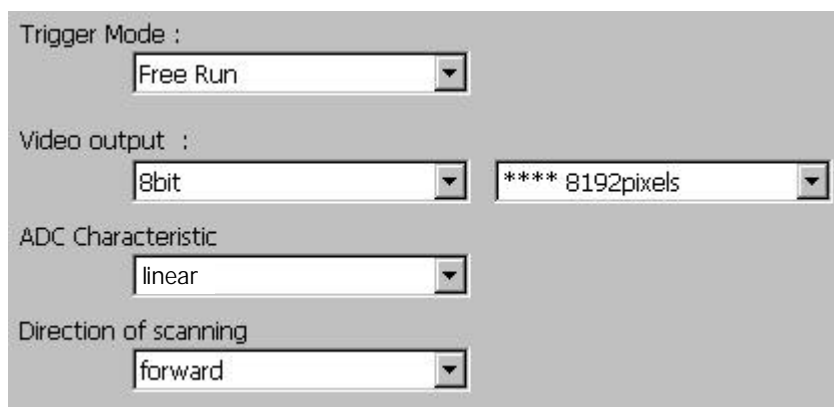 Trigger Mode :
Free Run
Video output :
8bit
**** 8192pixels
ADC Characteristic
linear
Direction of scanning
forward